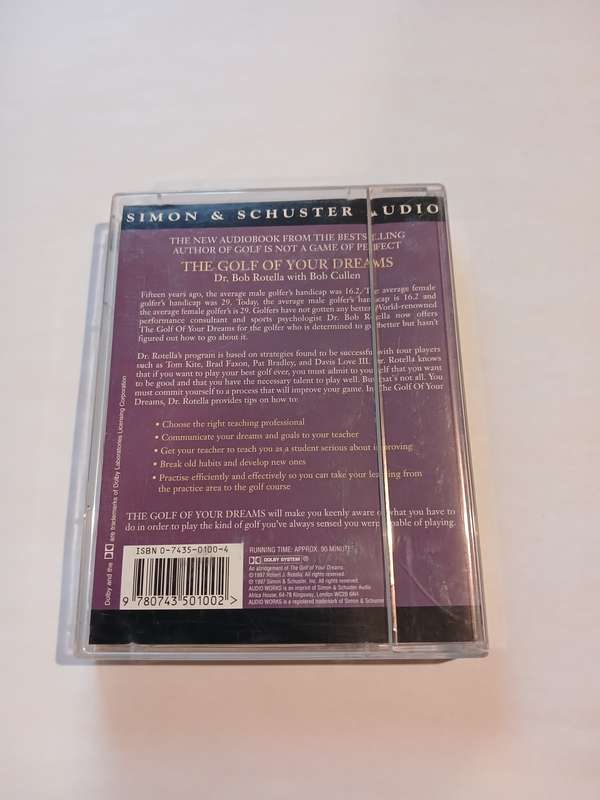 SIMON & SCHUSTER AUDIO
THE NEW AUDIOBOOK FROM THE BESTSELLING
AUTHOR OF GOLF IS NOT A GAME OF PERFECT
THE GOLF OF YOUR DREAMS
Dr. Bob Rotella with Bob Cullen
Fifteen years ago, the average male golfer's handicap was 16.2. The average female
golfer's handicap was 29. Today, the average male golfer's handicap is 16.2 and
the average female golfer's is 29. Golfers have not gotten any better. World-renowned
performance consultant and sports psychologist Dr. Bob Rotella now offers
The Golf Of Your Dreams for the golfer who is determined to get better but hasn't
figured out how to go about it.
Dr. Rotella's program is based on strategies found to be successful with tour players
such as Tom Kite, Brad Faxon, Pat Bradley, and Davis Love III. Dr. Rotella knows
that if you want to play your best golf ever, you must admit to yourself that you want
to be good and that you have the necessary talent to play well. But that's not all. You
must commit yourself to a process that will improve your game. In The Golf Of Your
Dreams, Dr. Rotella provides tips on how to:
• Choose the right teaching professional
• Communicate your dreams and goals to your teacher
• Get your teacher to teach you as a student serious about improving
• Break old habits and develop new ones
• Practise efficiently and effectively so you can take your learning from
the practice area to the golf course
THE GOLF OF YOUR DREAMS will make you keenly aware of what you have to
do in order to play the kind of golf you've always sensed you were capable of playing.
ISBN 0-7435-0100-4
9 780743 501002 >
RUNNING TIME: APPROX. 90 MINUTES
DOLBY SYSTEM
An abridgement of The Golf of Your Dreams.
© 1997 Robert J. Rotella. All rights reserved.
℗ 1997 Simon & Schuster, Inc. All rights reserved.
AUDIO WORKS is an imprint of Simon & Schuster Audio
Africa House, 64-78 Kingsway, London WC2B 6AH
AUDIO WORKS is a registered trademark of Simon & Schuster
Dolby and the are trademarks of Dolby Laboratories Licensing Corporation